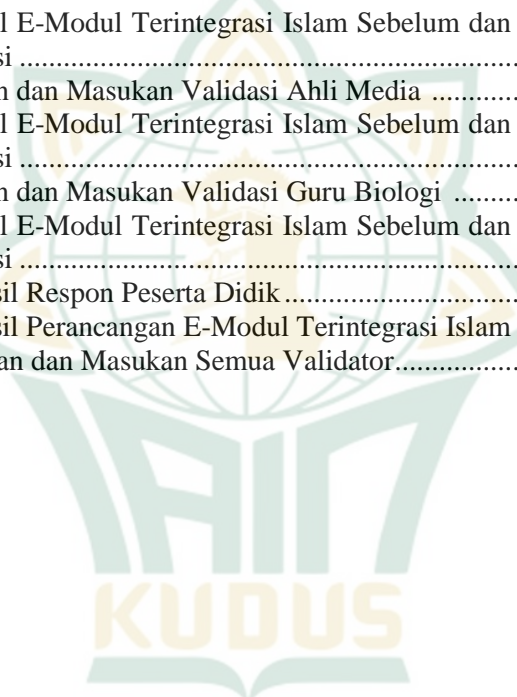 l E-Modul Terintegrasi Islam Sebelum dan
si ..........................................................
n dan Masukan Validasi Ahli Media ..............
l E-Modul Terintegrasi Islam Sebelum dan
si ..........................................................
n dan Masukan Validasi Guru Biologi ...........
l E-Modul Terintegrasi Islam Sebelum dan
si ..........................................................
sil Respon Peserta Didik ...........................
sil Perancangan E-Modul Terintegrasi Islam
an dan Masukan Semua Validator..................
IAIN
KUDUS